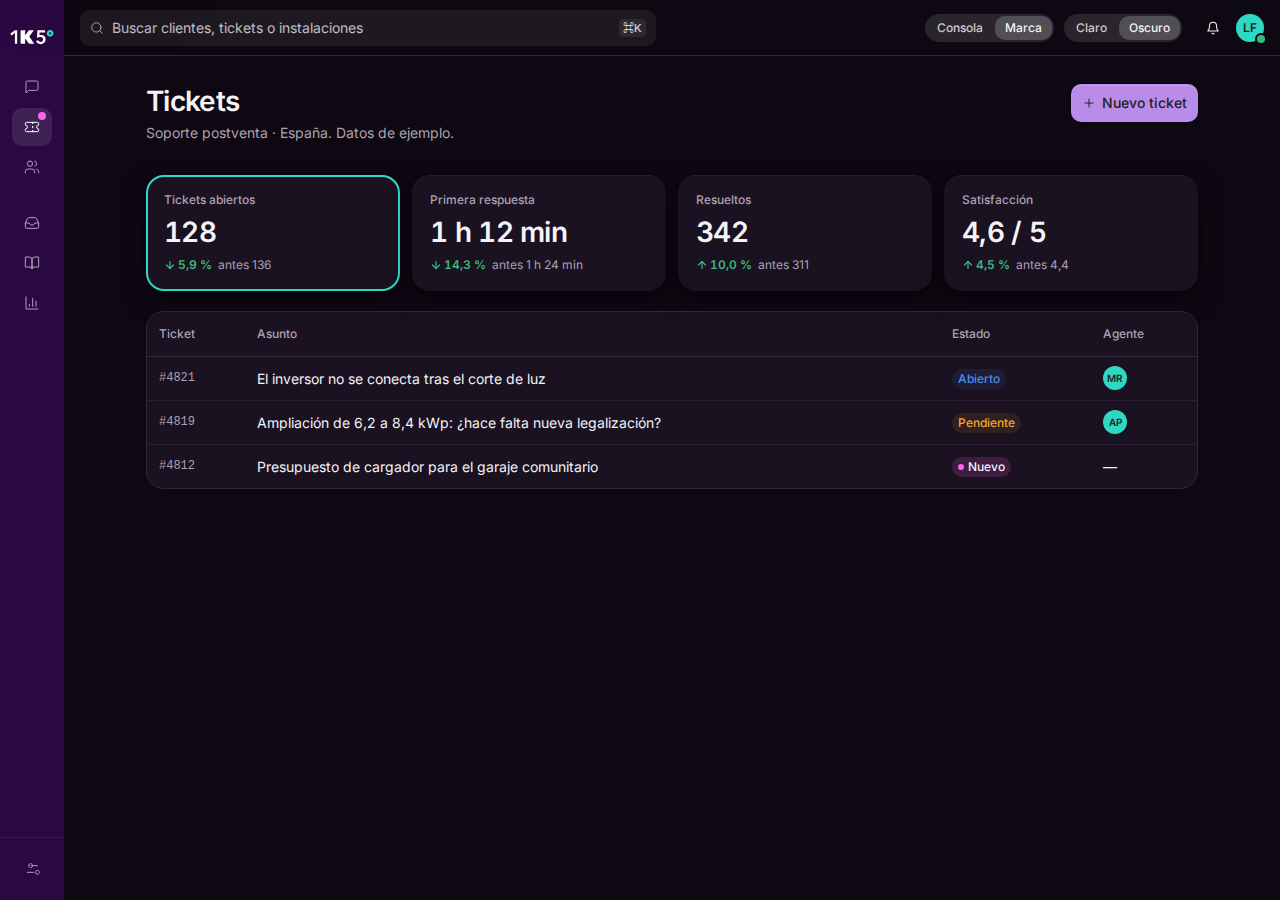 1K5°
Buscar clientes, tickets o instalaciones ⌘K
Consola Marca Claro Oscuro LF
Tickets
Nuevo ticket
Soporte postventa · España. Datos de ejemplo.
Tickets abiertos
128
↓ 5,9 % antes 136
Primera respuesta
1 h 12 min
↓ 14,3 % antes 1 h 24 min
Resueltos
342
↑ 10,0 % antes 311
Satisfacción
4,6 / 5
↑ 4,5 % antes 4,4
Ticket Asunto Estado Agente
#4821 El inversor no se conecta tras el corte de luz Abierto MR
#4819 Ampliación de 6,2 a 8,4 kWp: ¿hace falta nueva legalización? Pendiente AP
#4812 Presupuesto de cargador para el garaje comunitario Nuevo —